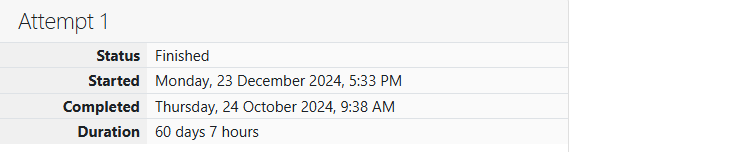 Attempt 1
Status Finished
Started Monday, 23 December 2024, 5:33 PM
Completed Thursday, 24 October 2024, 9:38 AM
Duration 60 days 7 hours